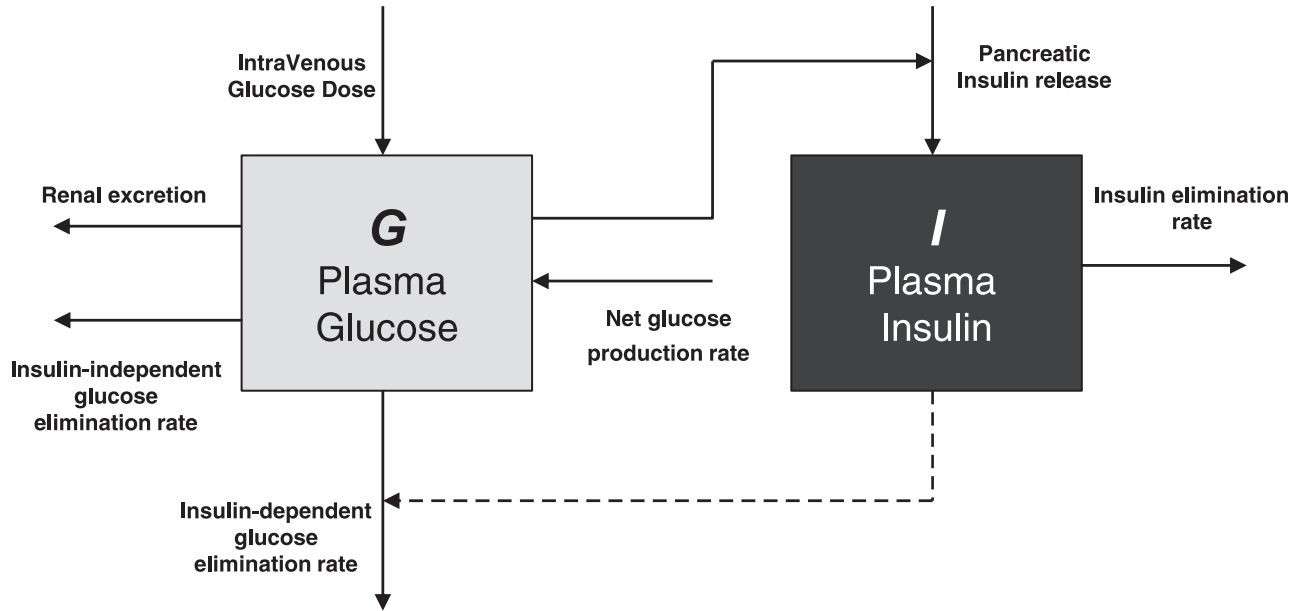 IntraVenous
Glucose Dose
Pancreatic
Insulin release
Renal excretion
G
Plasma
Glucose
I
Plasma
Insulin
Insulin elimination
rate
Net glucose
production rate
Insulin-independent
glucose
elimination rate
Insulin-dependent
glucose
elimination rate